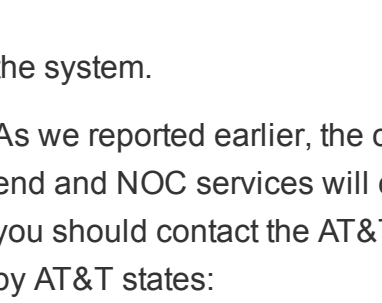 the system.
As we reported earlier, the
end and NOC services will
you should contact the AT&T
by AT&T states: